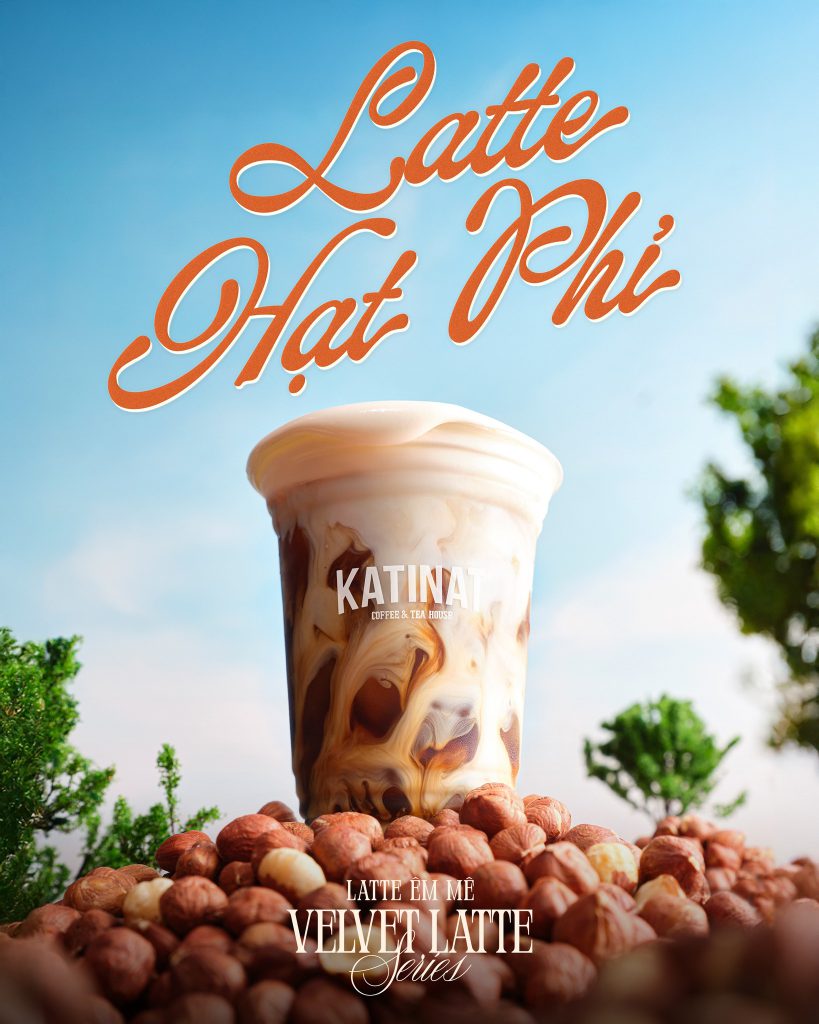 Latte
Hạt Phỉ
KATINAT
COFFEE & TEA HOUSE
LATTE ÊM MÊ
VELVET LATTE
Series